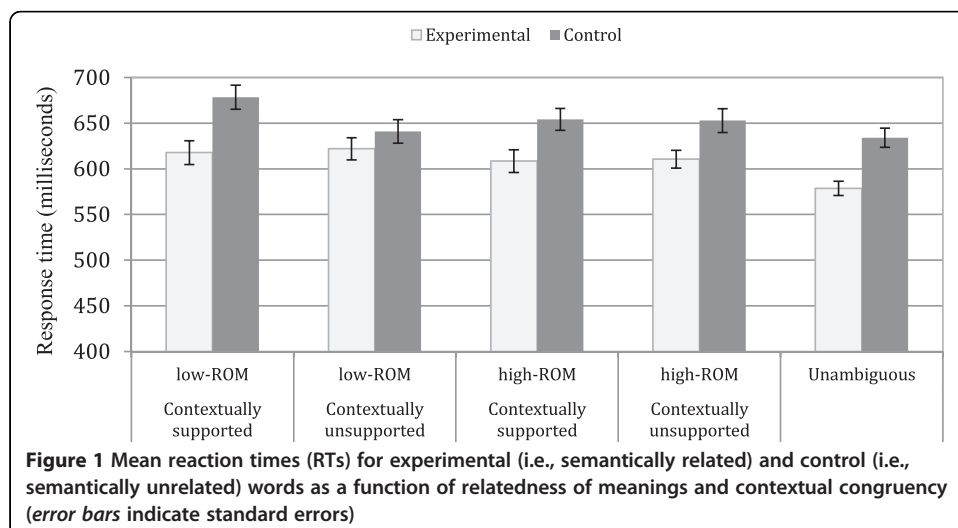 Experimental Control
700
650
600
550
500
450
400
Response time (milliseconds)
low-ROM low-ROM high-ROM high-ROM Unambiguous
Contextually Contextually Contextually Contextually
supported unsupported supported unsupported
Figure 1 Mean reaction times (RTs) for experimental (i.e., semantically related) and control (i.e.,
semantically unrelated) words as a function of relatedness of meanings and contextual congruency
(error bars indicate standard errors)